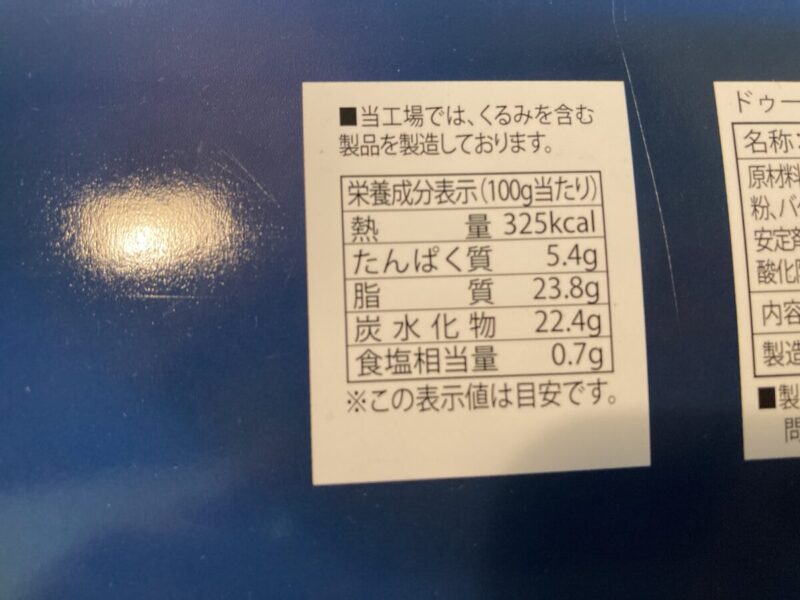 ■当工場では、くるみを含む
製品を製造しております。
栄養成分表示(100g当たり)
熱量 325kcal
たんぱく質 5.4g
脂質 23.8g
炭水化物 22.4g
食塩相当量 0.7g
※この表示値は目安です。
ドゥー
名称:
原材料
粉、バ
安定剤
酸化
内容
製造
■製
問